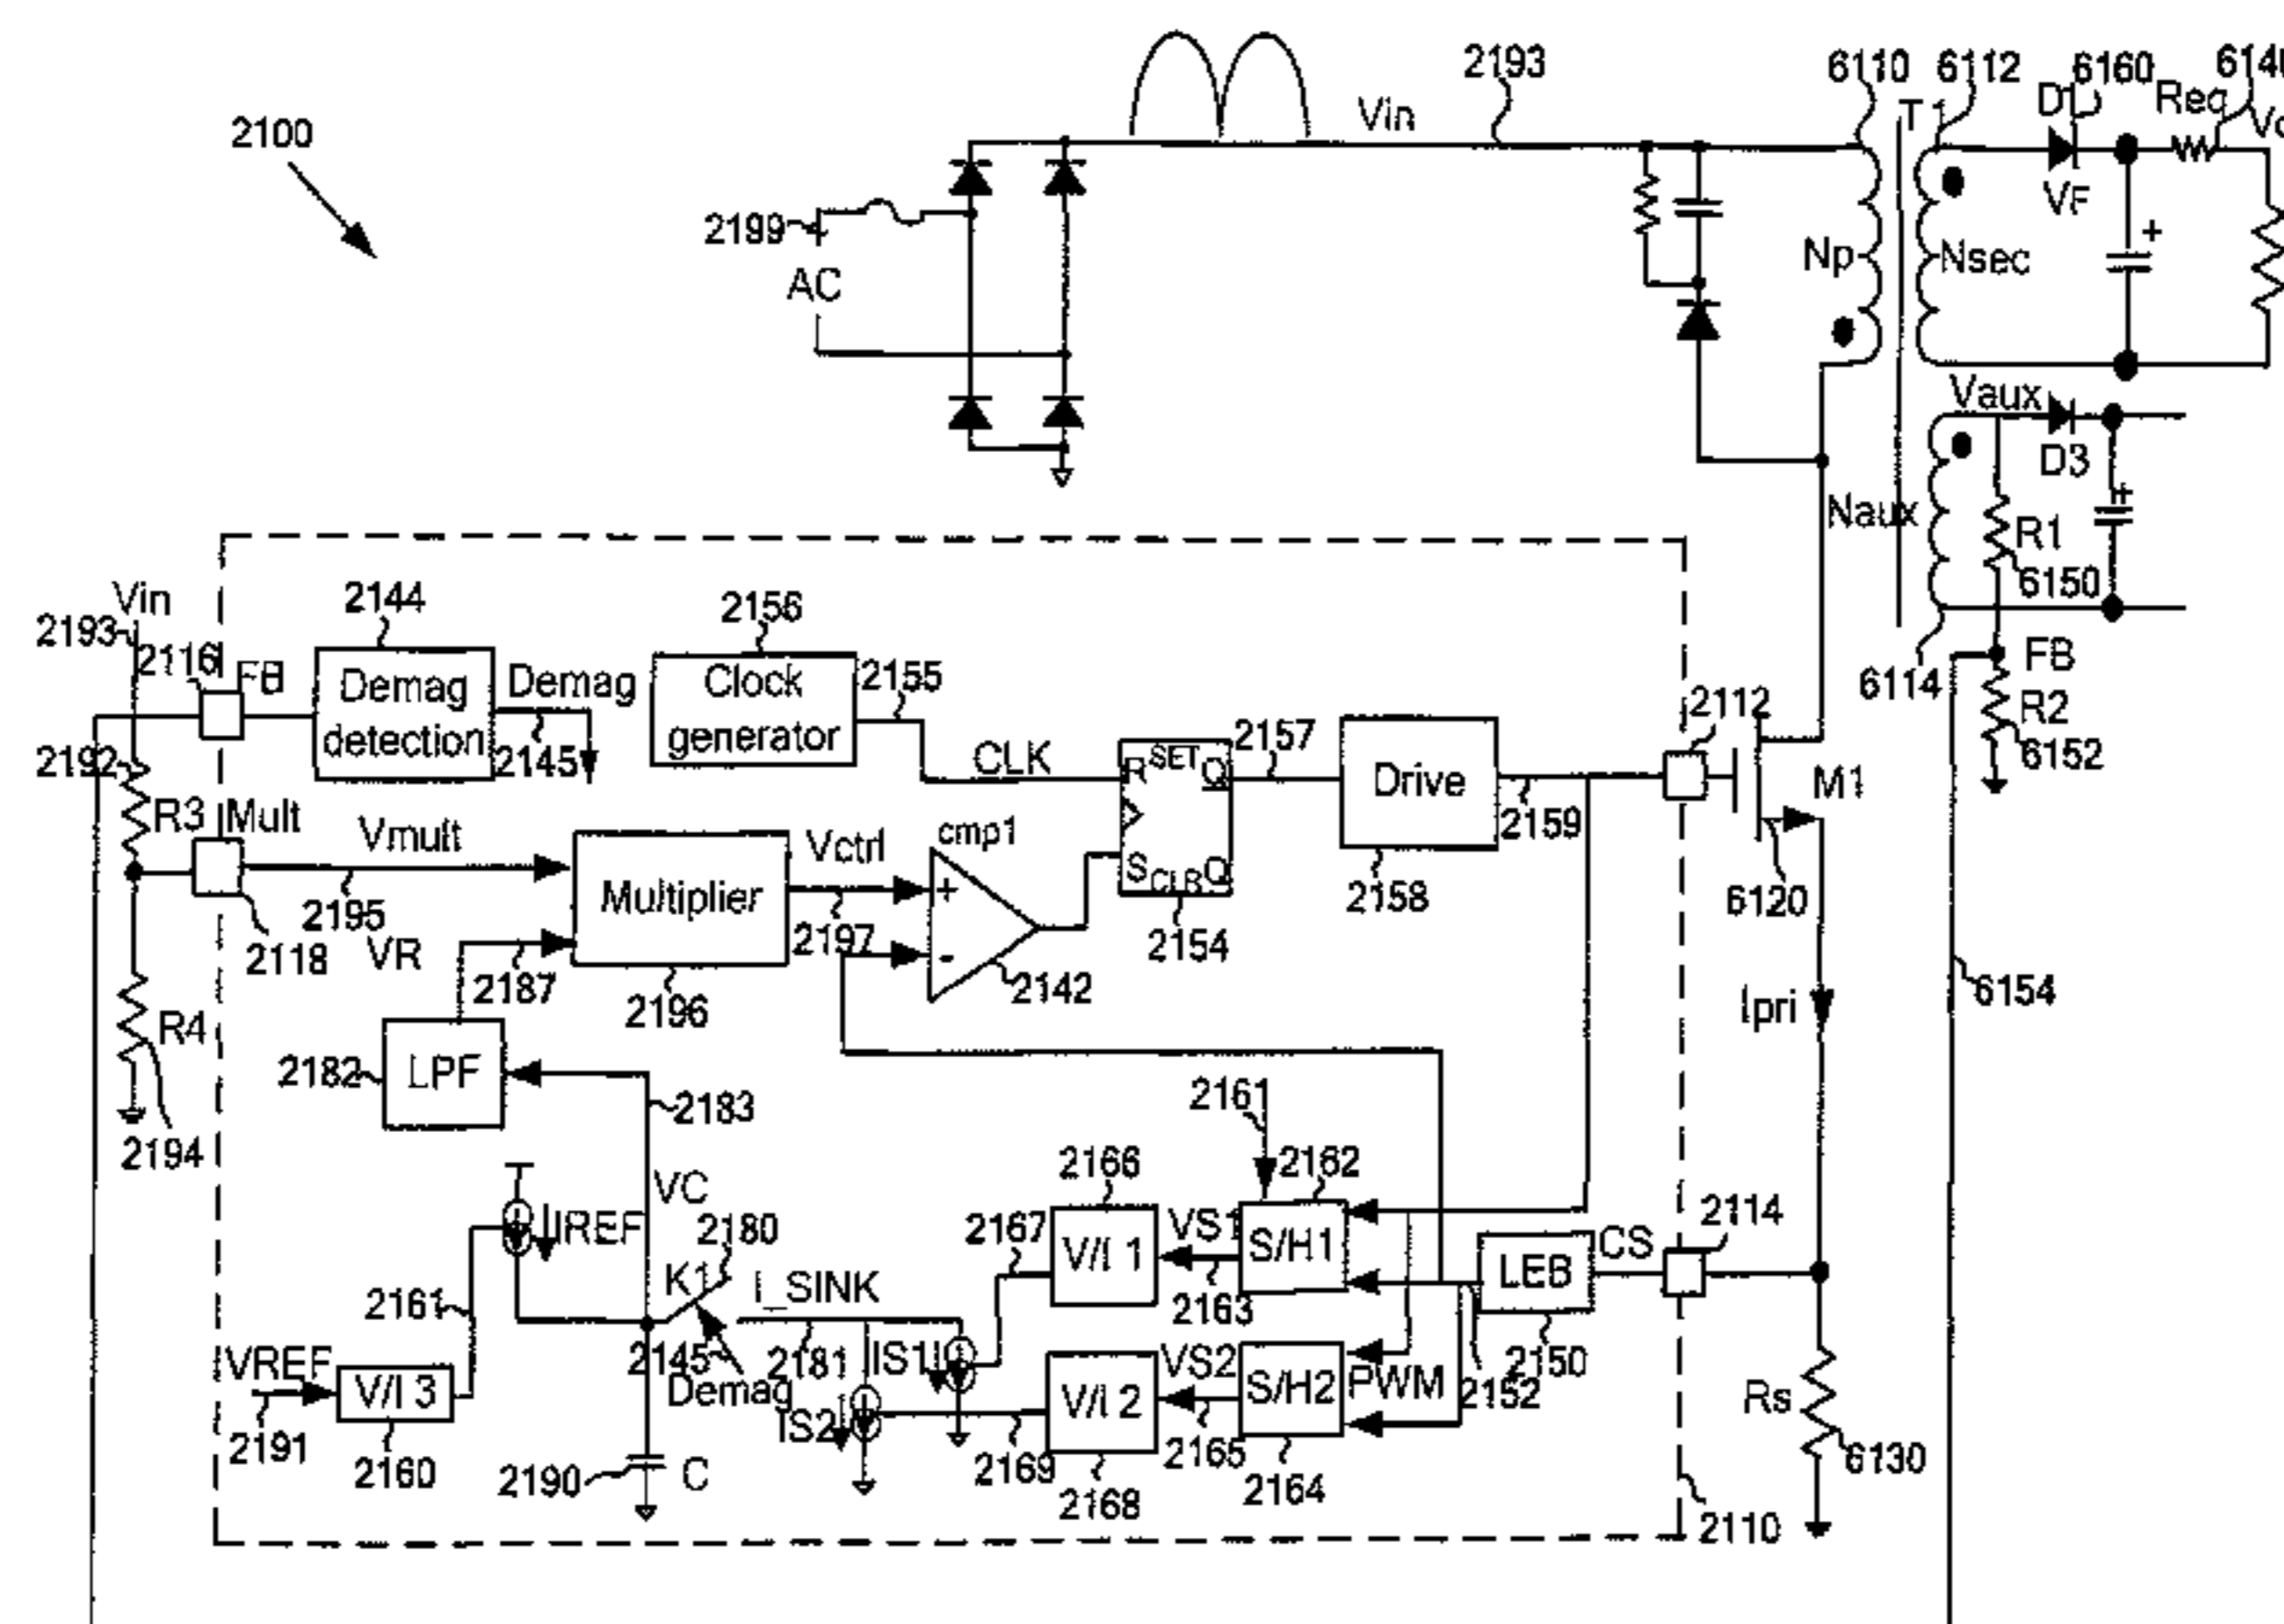 2100
2193
6110
6112
6160
6140
Vin
T1
D1
Req
2199
AC
VF
Np
Nsec
Vaux
D3
Naux
R1
6150
6114
FB
R2
6152
Vin
2193
2116
FB
2144
Demag
detection
Demag
2145
2156
Clock
generator
2155
CLK
R
SET
Q
2157
Drive
2159
2158
2112
M1
6120
2192
R3
Mult
Vmult
2195
2118
VR
2187
Multiplier
2196
Vctrl
2197
cmp1
+
-
2142
S
CLR
Q
2154
Ipri
6154
R4
2194
2182
LPF
2183
VC
2161
2162
2166
2167
V/I 1
VS1
2163
S/H1
LEB
CS
2114
IREF
2180
K1
I_SINK
2161
2145
Demag
2181
IS1
IS2
VREF
2191
V/I 3
2160
2190
C
V/I 2
2169
2168
VS2
2165
S/H2
2164
PWM
2152
2150
Rs
6130
2110